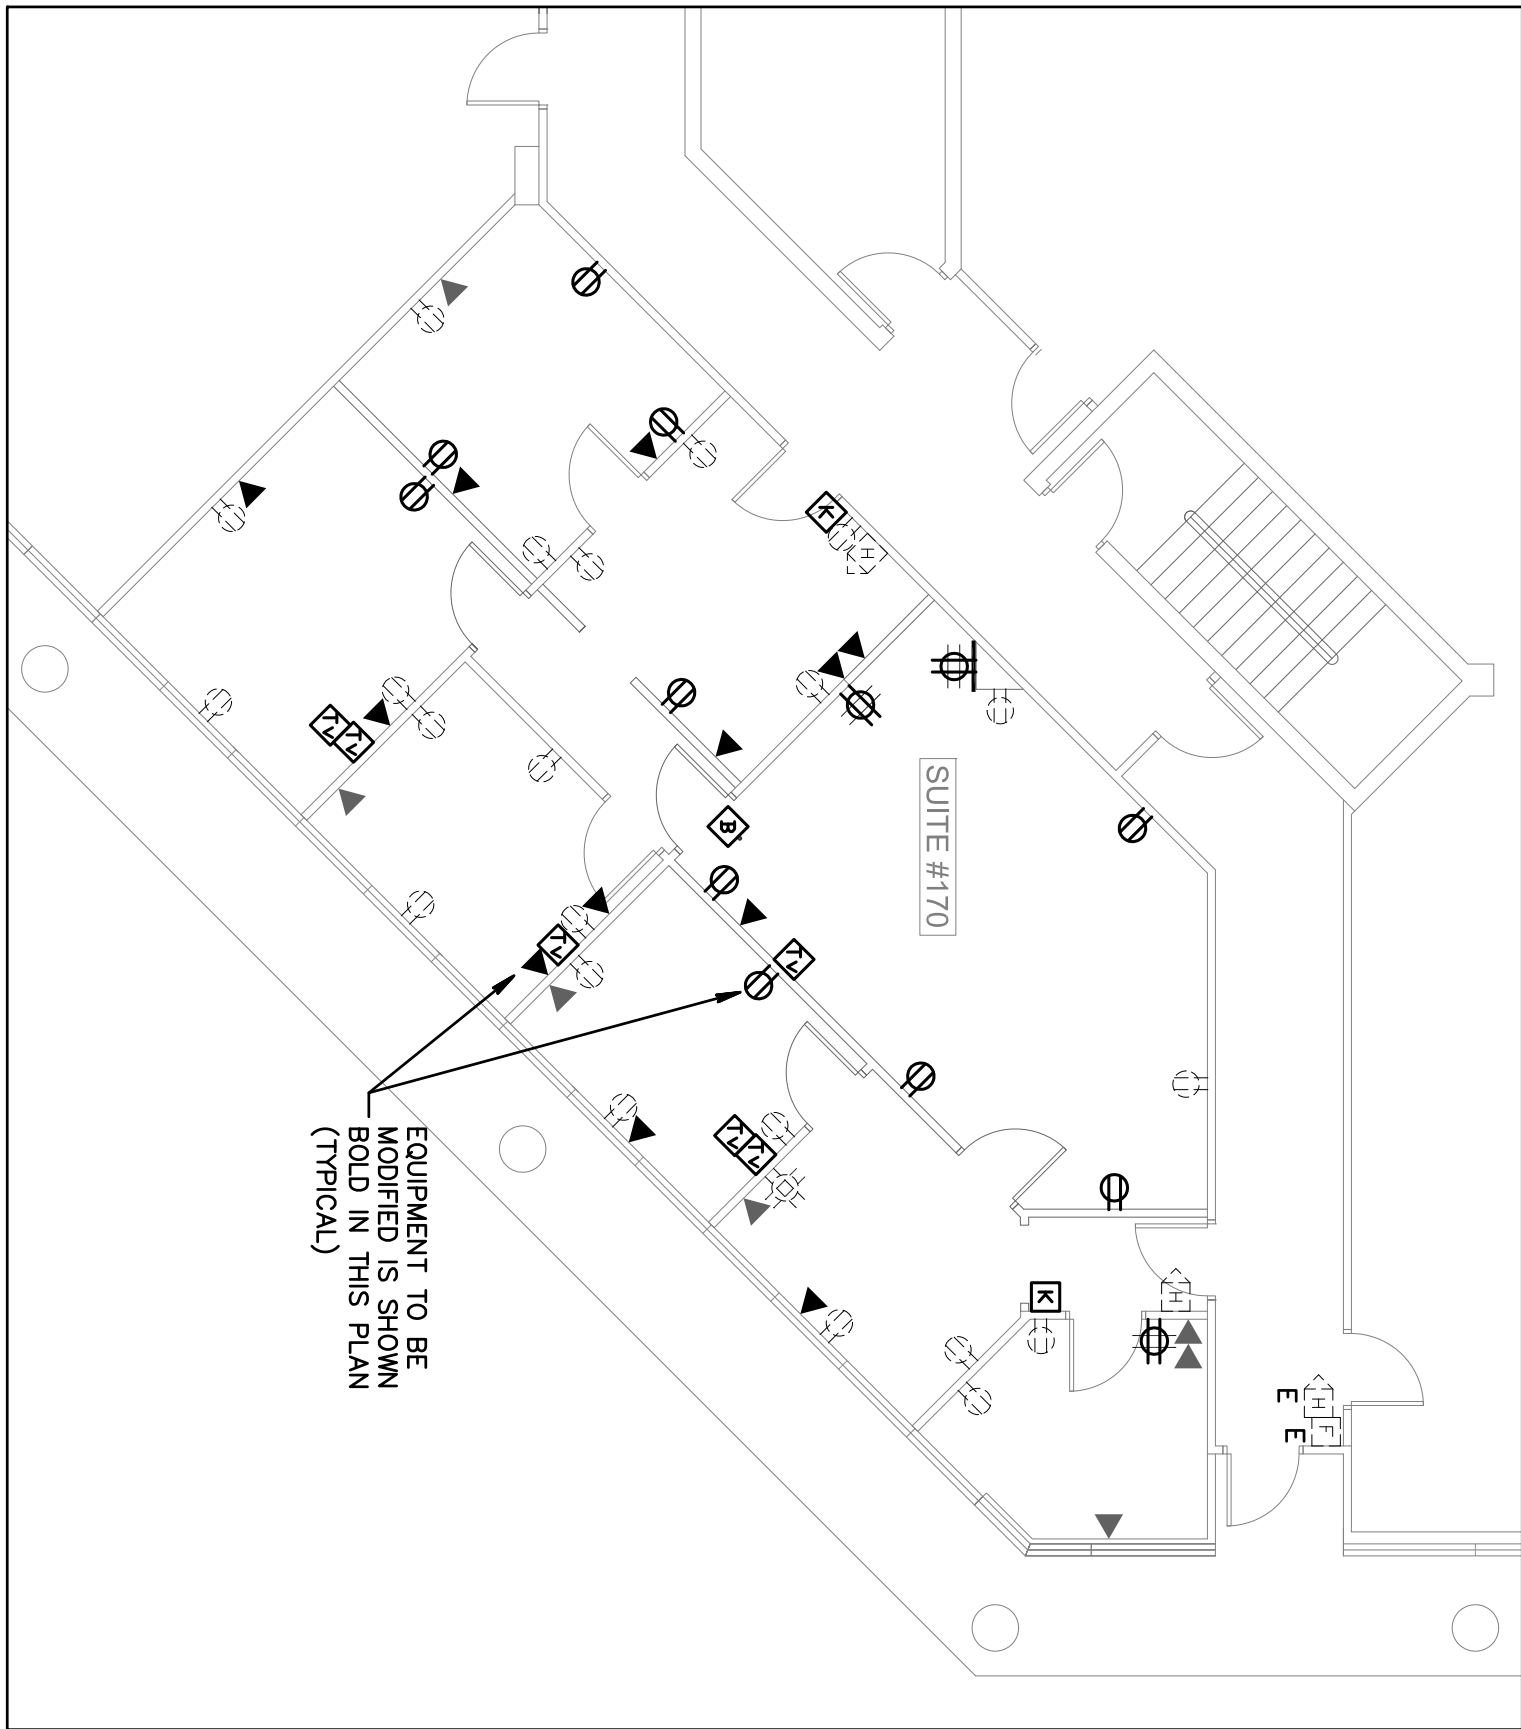 K
H
SUITE #170
B
EQUIPMENT TO BE
MODIFIED IS SHOWN
BOLD IN THIS PLAN
(TYPICAL)
K
H
H
E
F
E